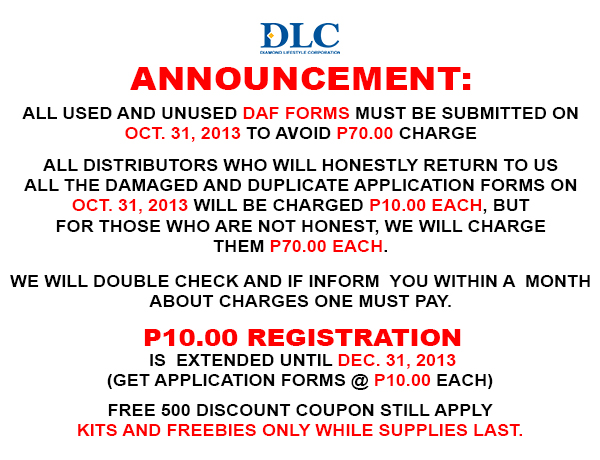 DLC
DIAMOND LIFESTYLE CORPORATION
ANNOUNCEMENT:
ALL USED AND UNUSED DAF FORMS MUST BE SUBMITTED ON
OCT. 31, 2013 TO AVOID P70.00 CHARGE
ALL DISTRIBUTORS WHO WILL HONESTLY RETURN TO US
ALL THE DAMAGED AND DUPLICATE APPLICATION FORMS ON
OCT. 31, 2013 WILL BE CHARGED P10.00 EACH, BUT
FOR THOSE WHO ARE NOT HONEST, WE WILL CHARGE
THEM P70.00 EACH.
WE WILL DOUBLE CHECK AND IF INFORM YOU WITHIN A MONTH
ABOUT CHARGES ONE MUST PAY.
P10.00 REGISTRATION
IS EXTENDED UNTIL DEC. 31, 2013
(GET APPLICATION FORMS @ P10.00 EACH)
FREE 500 DISCOUNT COUPON STILL APPLY
KITS AND FREEBIES ONLY WHILE SUPPLIES LAST.